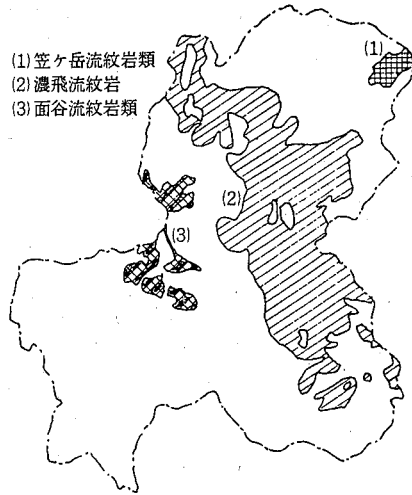 (1) 笠ヶ岳流紋岩類
(2) 濃飛流紋岩
(3) 面谷流紋岩類
(1)
(2)
(3)